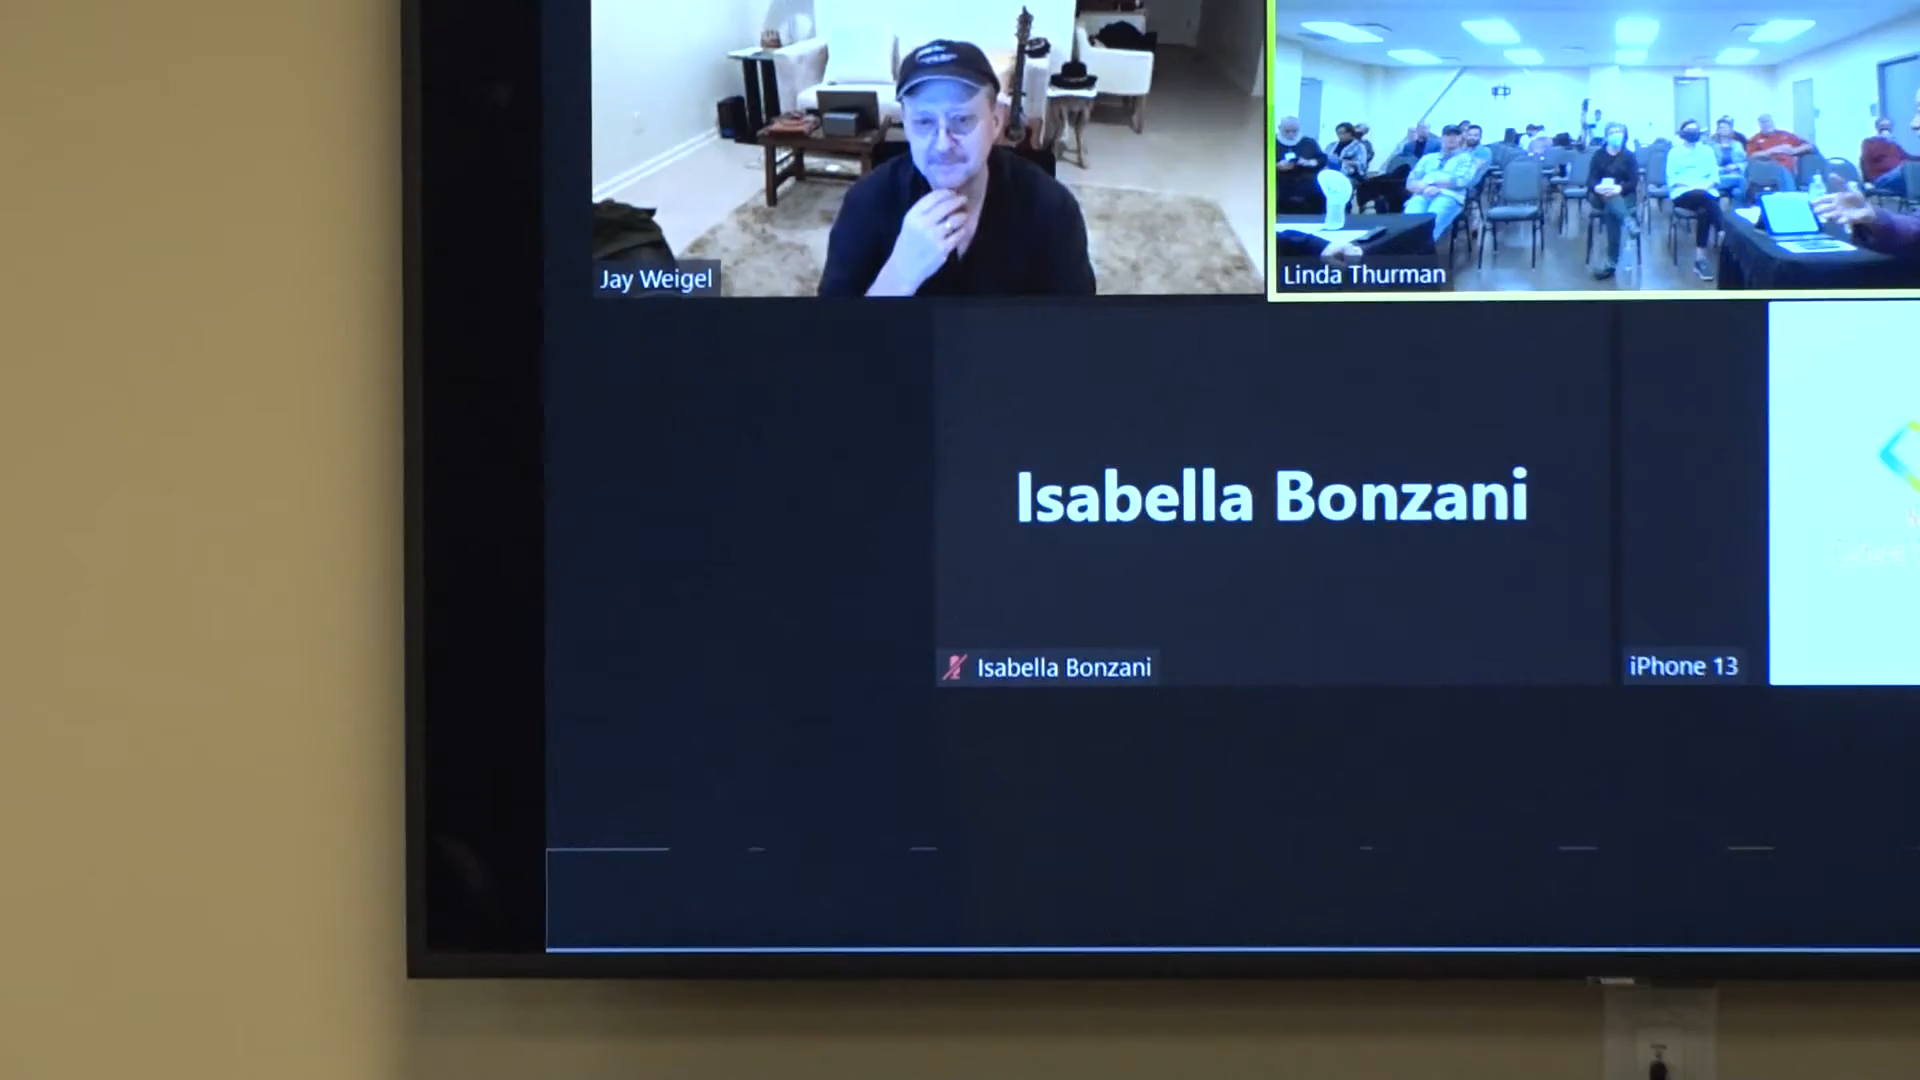 Jay Weigel
Linda Thurman
Isabella Bonzani
Isabella Bonzani
iPhone 13